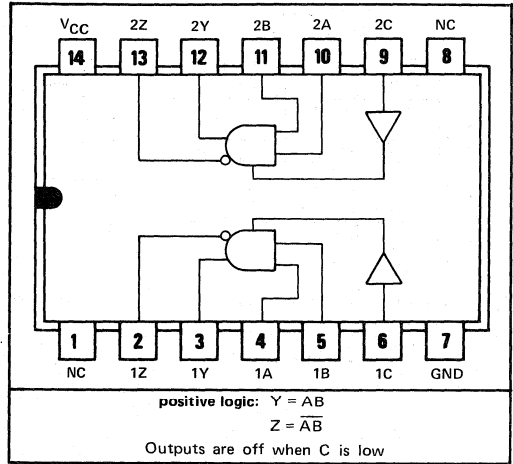 VCC 2Z 2Y 2B 2A 2C NC
14 13 12 11 10 9 8
1 2 3 4 5 6 7
NC 1Z 1Y 1A 1B 1C GND
positive logic: Y = AB
Z = A̅B̅
Outputs are off when C is low